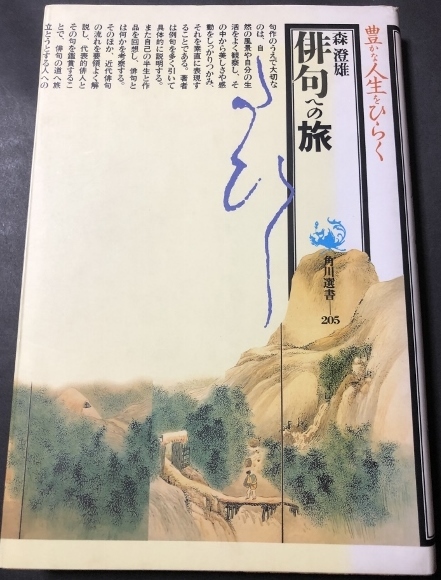 豊かな人生をひらく
森澄雄
俳句への旅
角川選書
205
句作のうえで大切な
のは、自
然の風景や自分の生
活をよく観察し、そ
の中から美しさや感
動をしっかりつかみ、
それを素直に表現す
ることである。著者
は例句を多く引いて
具体的に説明する。
また自己の半生と作
品を回想し、俳句と
は何かを考察する。
そのほか、近代俳句
の流れを要領よく解
説し、代表的俳人と
その句を鑑賞するこ
とで、俳句の道へ旅
立とうとする人への